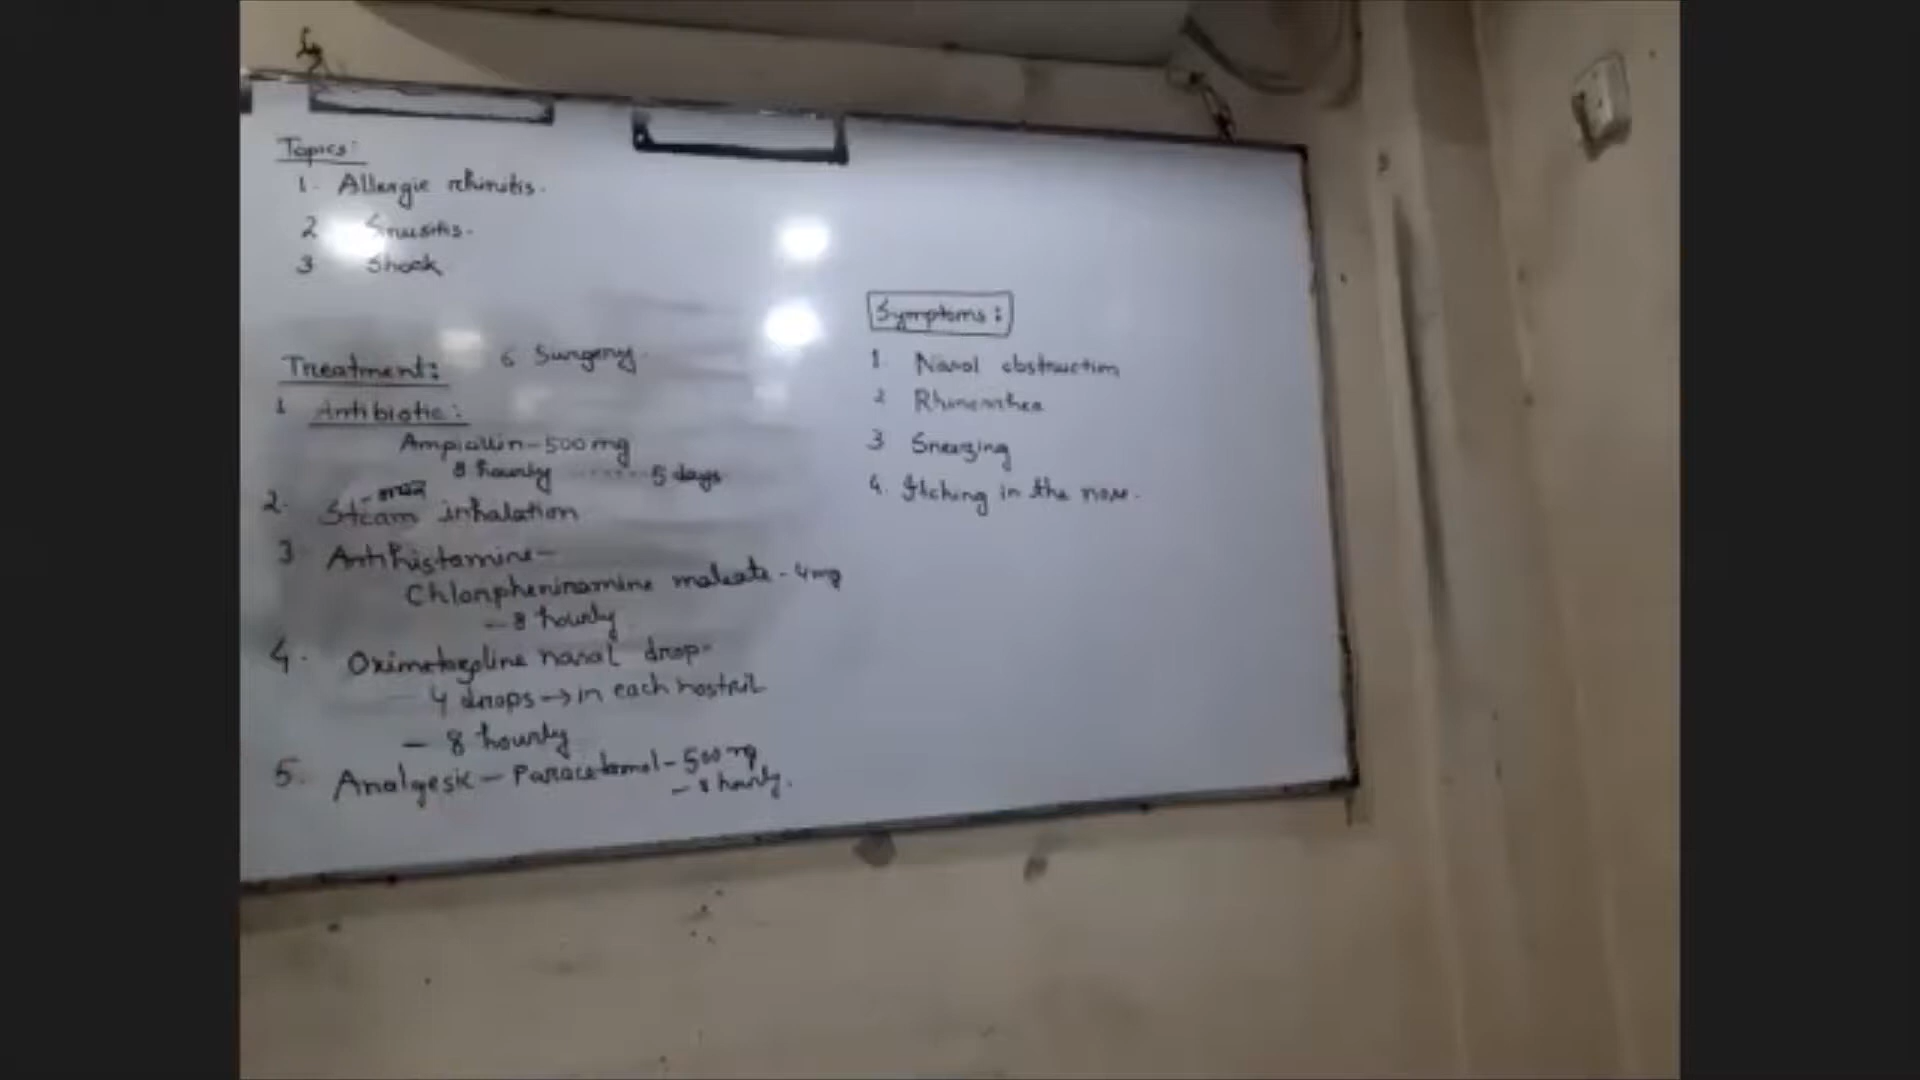 Topics:
1. Allergic rhinitis.
2 Sinusitis.
3 Shock
Treatment:
6 Surgery.
1 Antibiotic:
Ampicillin - 500 mg
8 hourly ...... 5 days
2. Steam inhalation
3 Antihistamine -
Chlorpheniramine maleate - 4mg
- 8 hourly
4. Oximetazoline nasal drop -
4 drops → in each nostril
- 8 hourly
5. Analgesic - Paracetamol - 500 mg
- 8 hourly.
Symptoms:
1. Nasal obstruction
2 Rhinorrhea
3 Sneezing
4. Itching in the nose.